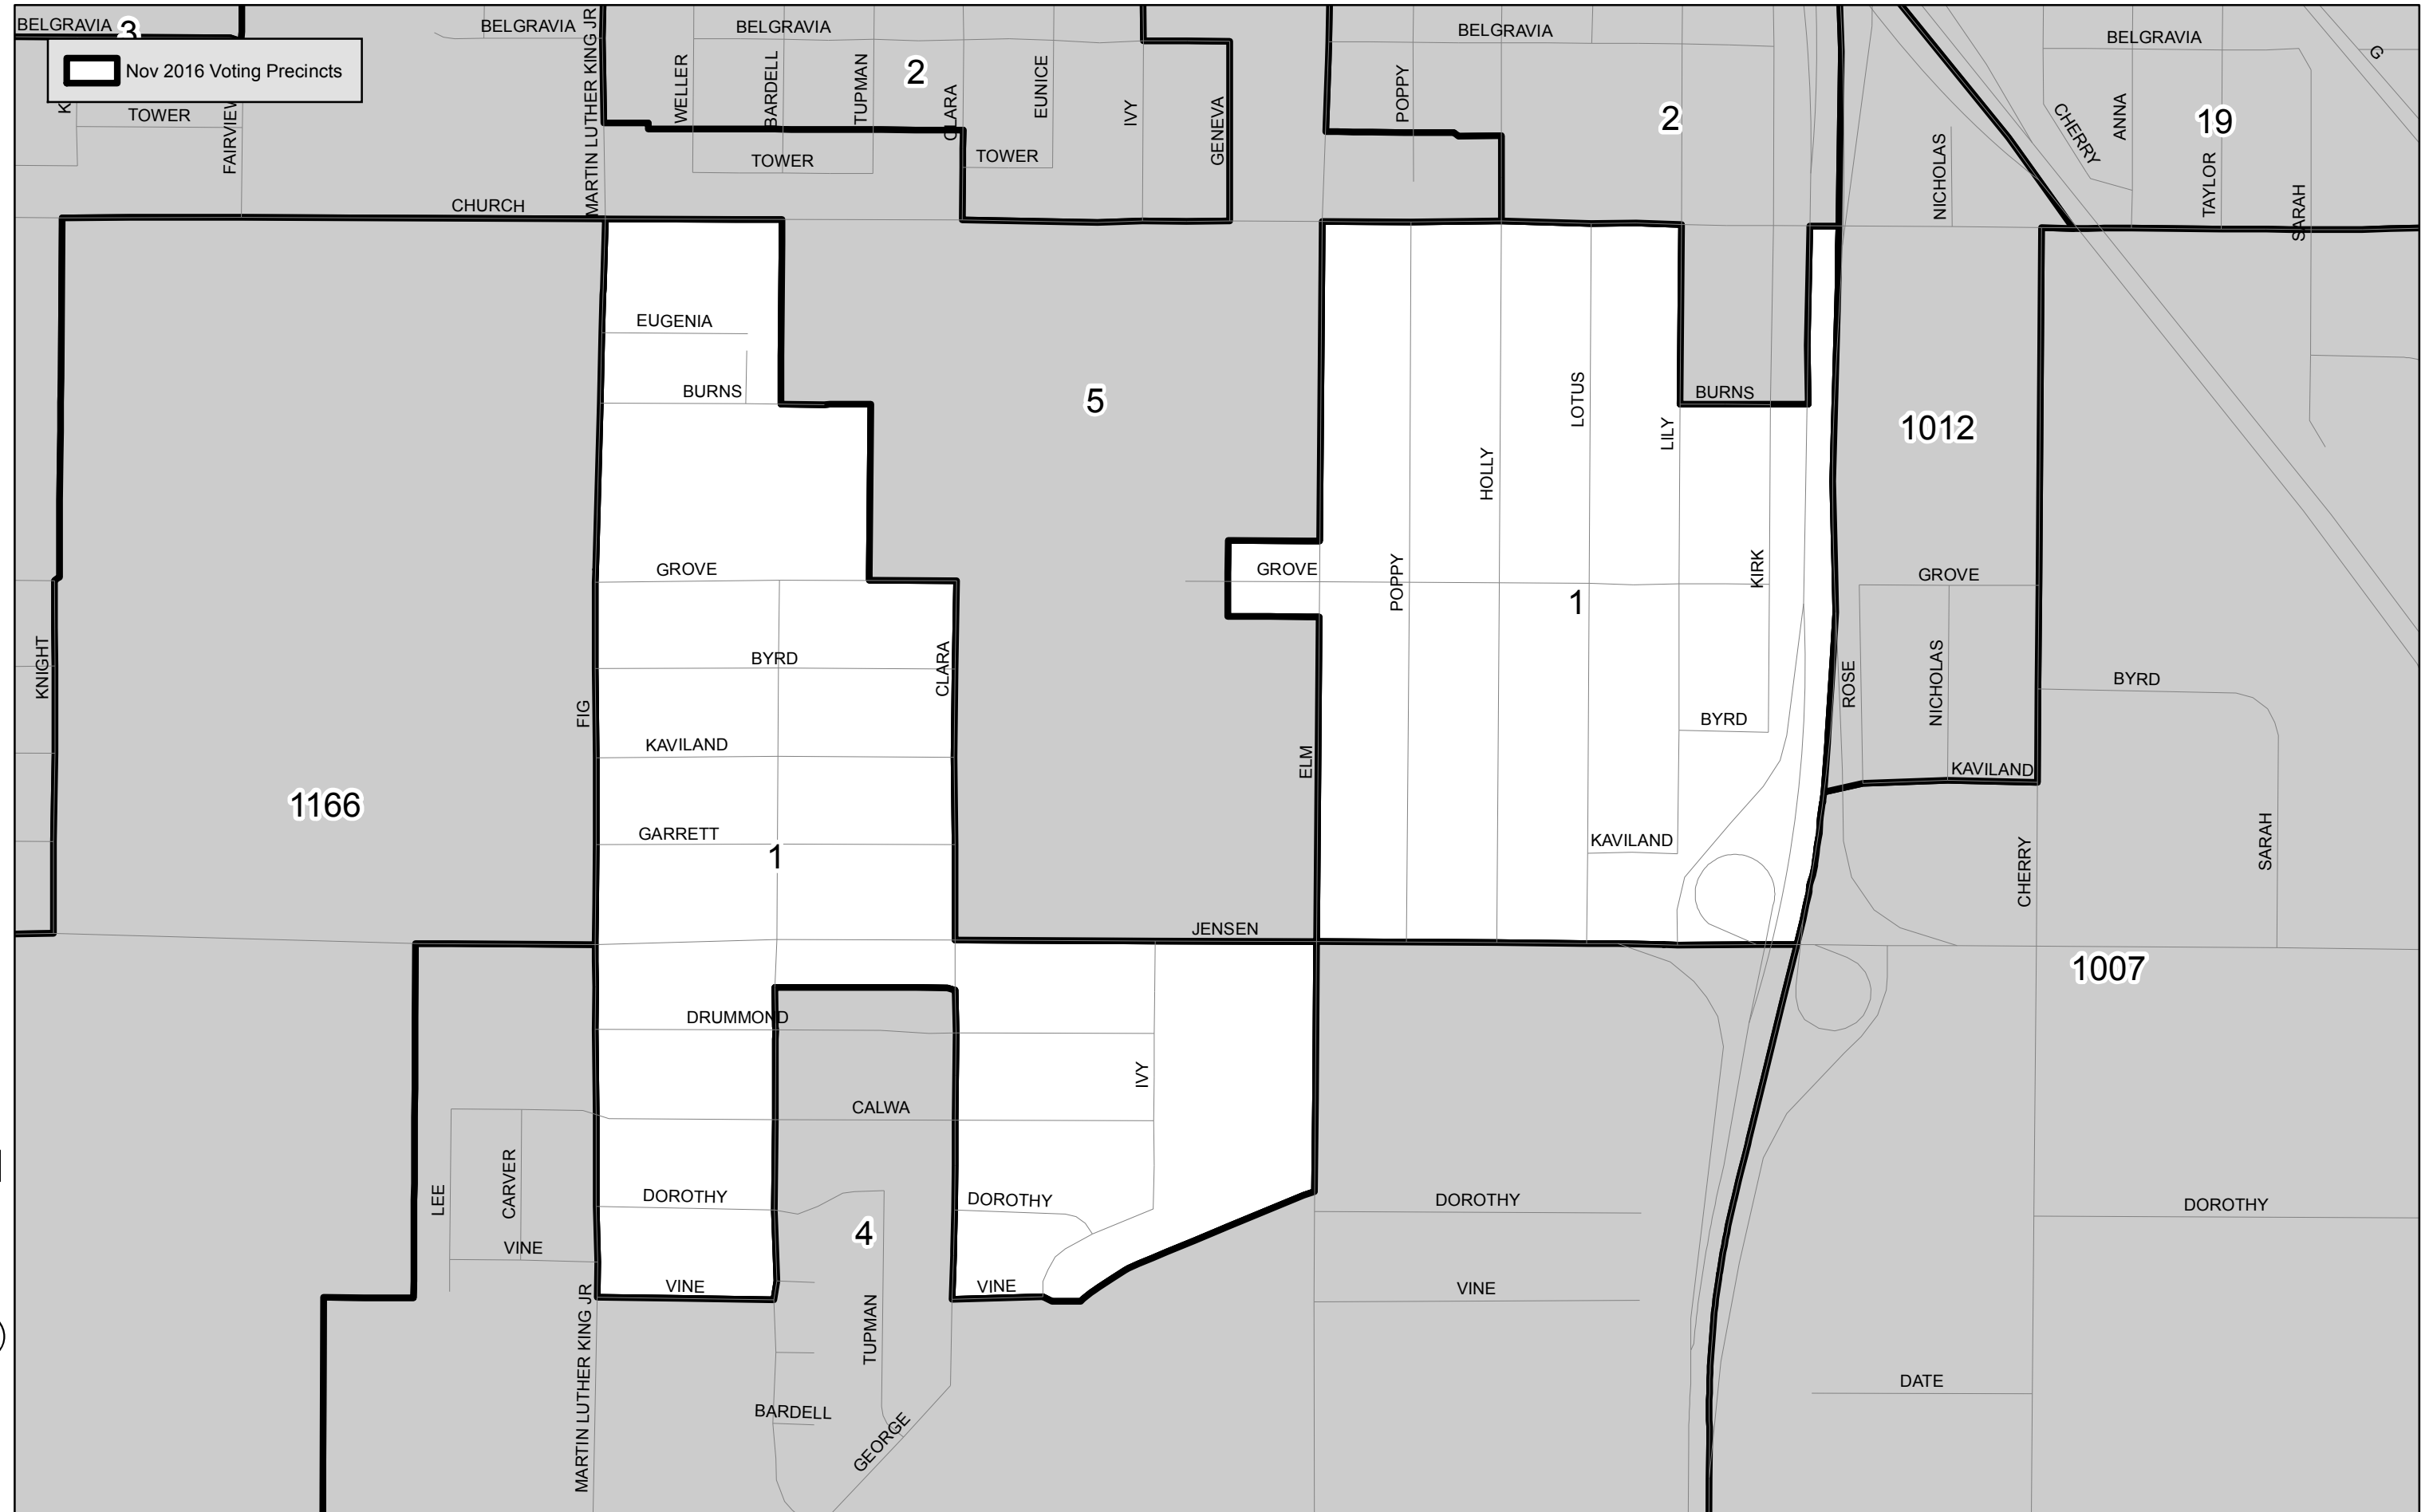 BELGRAVIA
3
BELGRAVIA
MARTIN LUTHER KING JR
BELGRAVIA
BELGRAVIA
BELGRAVIA
G
Nov 2016 Voting Precincts
WELLER
BARDELL
TUPMAN
2
CLARA
EUNICE
IVY
GENEVA
POPPY
2
NICHOLAS
CHERRY
ANNA
19
TAYLOR
SARAH
K
TOWER
FAIRVIEW
TOWER
TOWER
CHURCH
EUGENIA
BURNS
5
LOTUS
BURNS
1012
HOLLY
LILY
GROVE
GROVE
POPPY
1
KIRK
GROVE
KNIGHT
FIG
BYRD
CLARA
ROSE
NICHOLAS
BYRD
KAVILAND
ELM
BYRD
KAVILAND
1166
GARRETT
1
KAVILAND
CHERRY
SARAH
JENSEN
1007
DRUMMOND
IVY
CALWA
LEE
CARVER
DOROTHY
DOROTHY
DOROTHY
DOROTHY
4
VINE
VINE
VINE
VINE
MARTIN LUTHER KING JR
TUPMAN
DATE
BARDELL
GEORGE